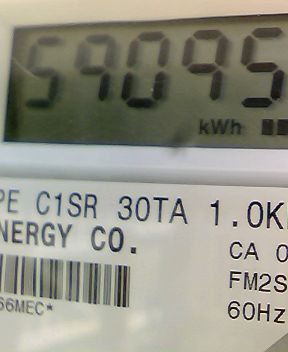 59095
kWh
PE C1SR 30TA 1.0K
NERGY CO.
CA 0
FM2S
66MEC*
60Hz